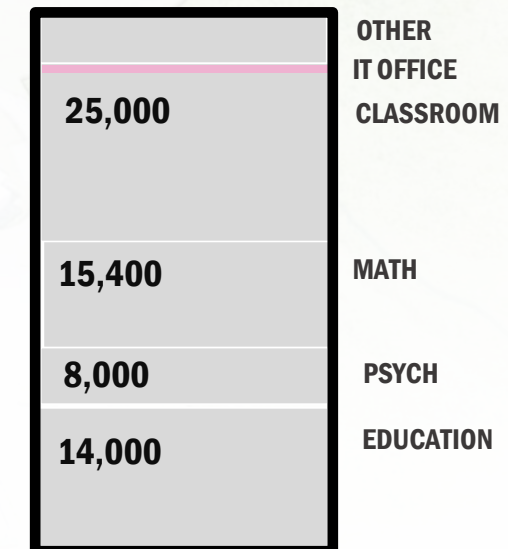 OTHER
IT OFFICE
25,000 CLASSROOM
15,400 MATH
8,000 PSYCH
14,000 EDUCATION